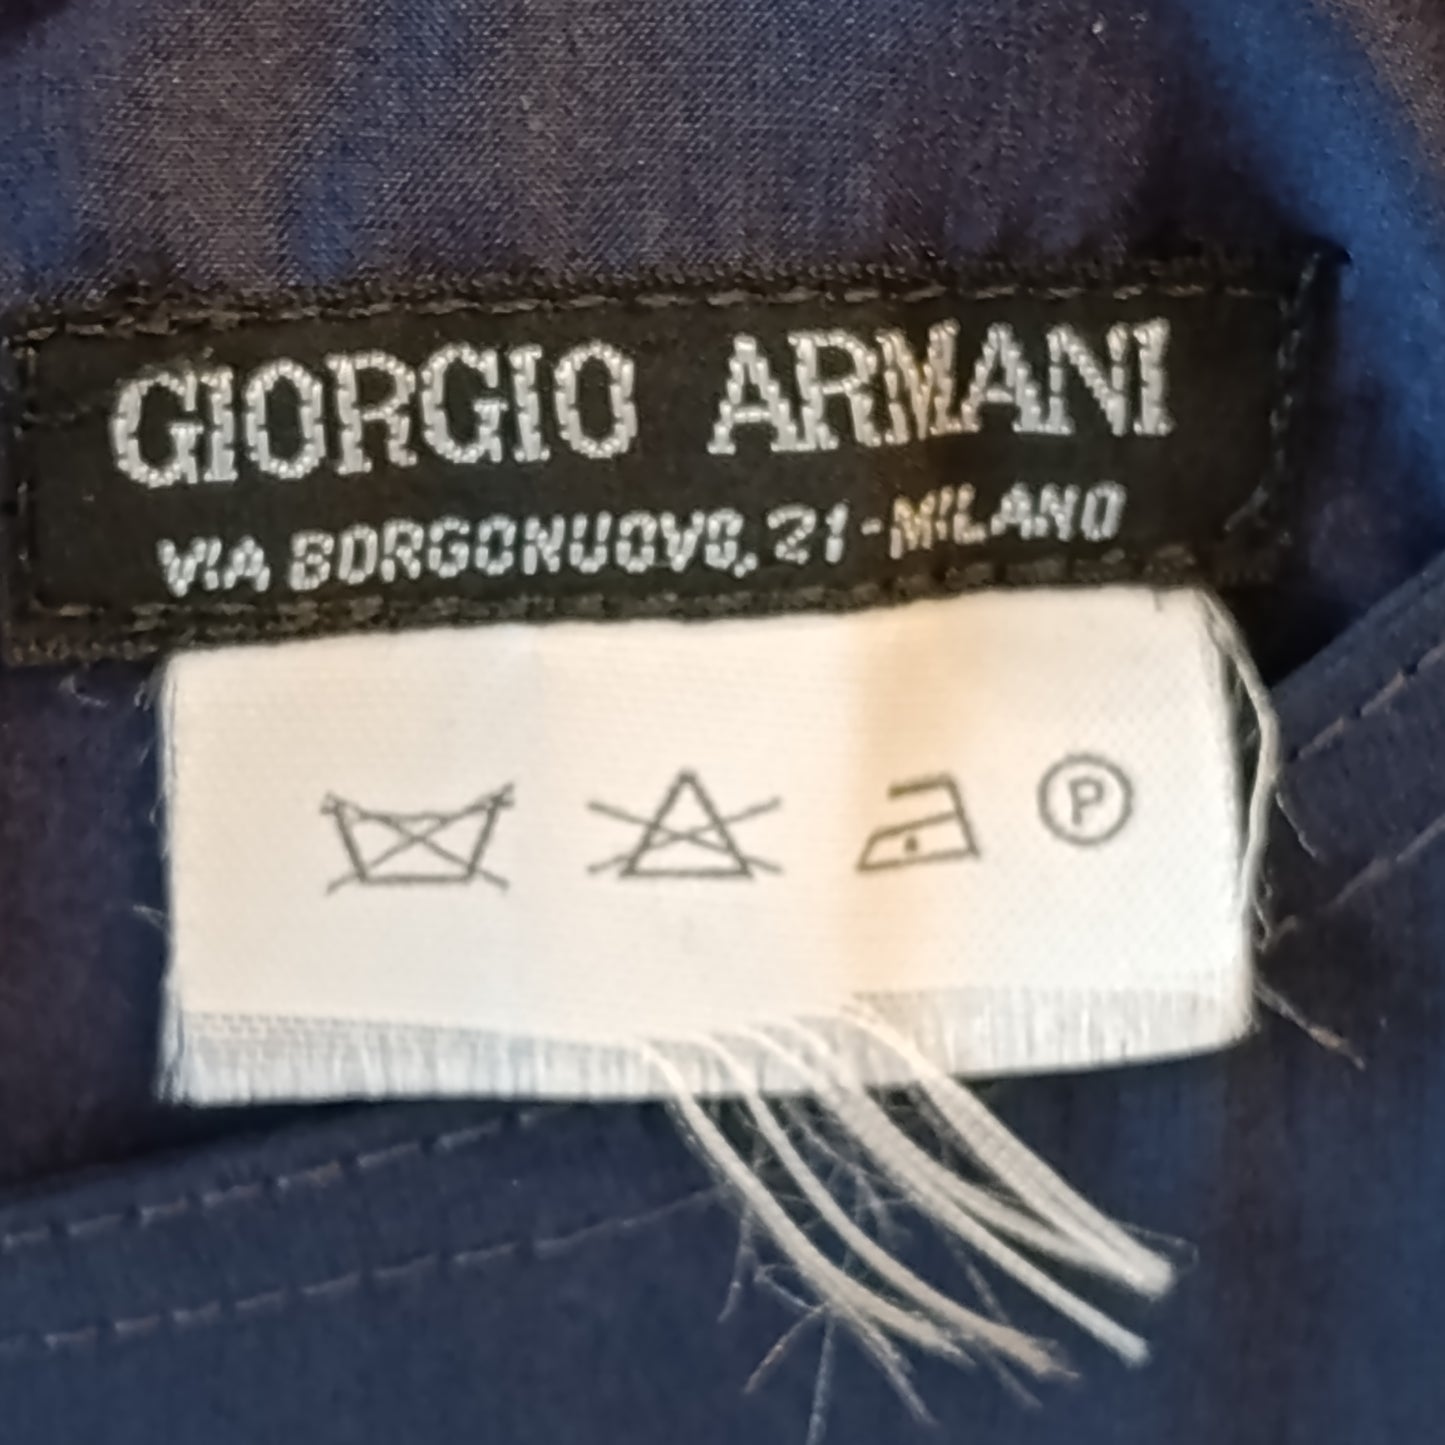 GIORGIO ARMANI
VIA BORGONUOVO, 21-MILANO
P